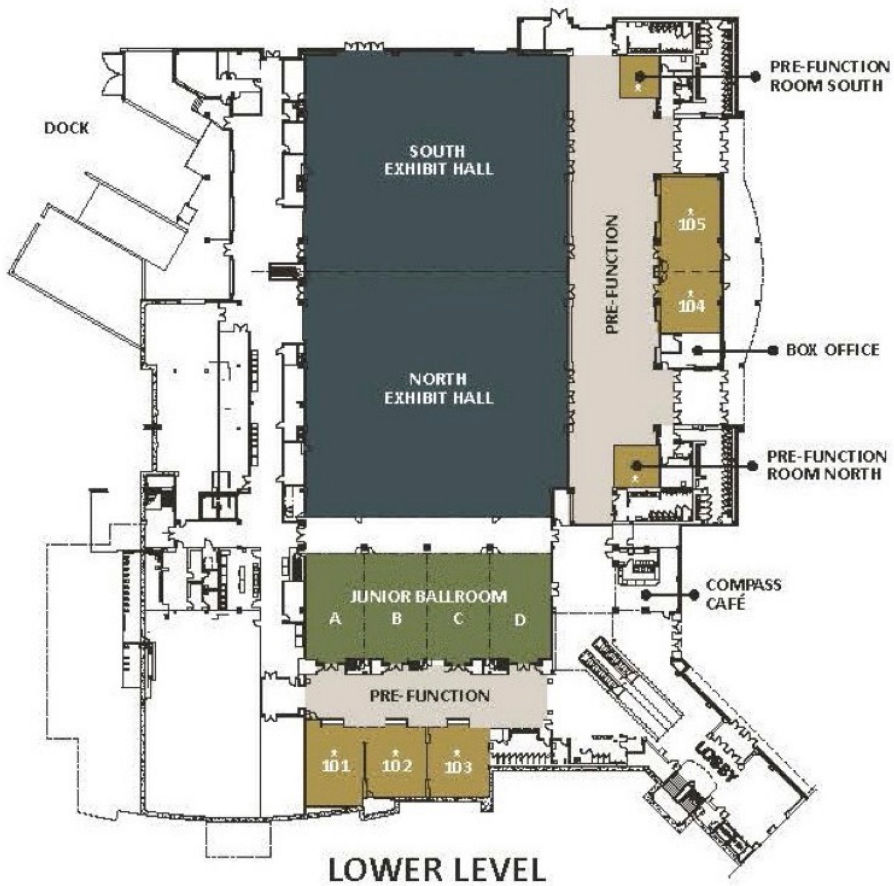 PRE-FUNCTION
ROOM SOUTH
DOCK
SOUTH
EXHIBIT HALL
105
PRE-FUNCTION
104
BOX OFFICE
NORTH
EXHIBIT HALL
PRE-FUNCTION
ROOM NORTH
COMPASS
CAFÉ
JUNIOR BALLROOM
A
B
C
D
PRE-FUNCTION
LOBBY
101
102
103
LOWER LEVEL